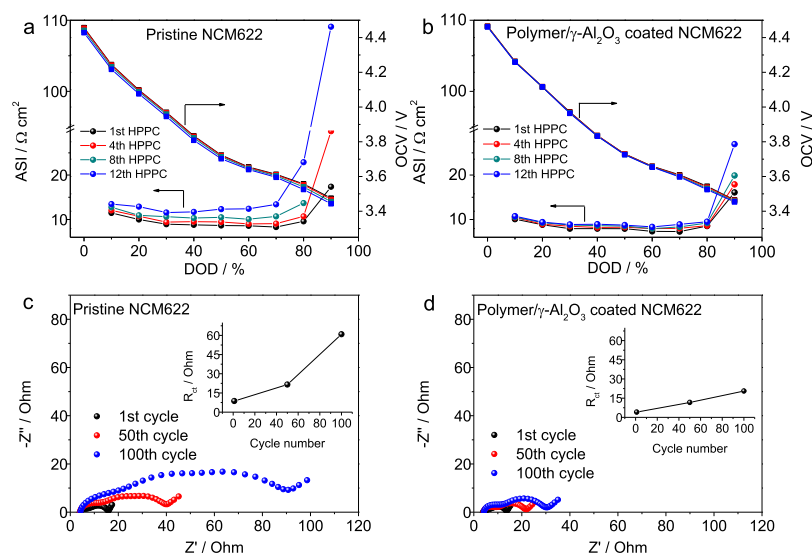 a
Pristine NCM622
110
100
20
10
ASI / Ω cm²
4.4
4.2
4.0
3.8
3.6
3.4
OCV / V
1st HPPC
4th HPPC
8th HPPC
12th HPPC
0 20 40 60 80 100
DOD / %
b
Polymer/γ-Al₂O₃ coated NCM622
110
100
20
10
ASI / Ω cm²
4.4
4.2
4.0
3.8
3.6
3.4
OCV / V
1st HPPC
4th HPPC
8th HPPC
12th HPPC
0 20 40 60 80 100
DOD / %
c
Pristine NCM622
80
60
40
20
0
-Z'' / Ohm
60
45
30
15
0
Rct / Ohm
0 20 40 60 80 100
Cycle number
1st cycle
50th cycle
100th cycle
0 20 40 60 80 100 120
Z' / Ohm
d
Polymer/γ-Al₂O₃ coated NCM622
80
60
40
20
0
-Z'' / Ohm
60
45
30
15
0
Rct / Ohm
0 20 40 60 80 100
Cycle number
1st cycle
50th cycle
100th cycle
0 20 40 60 80 100 120
Z' / Ohm